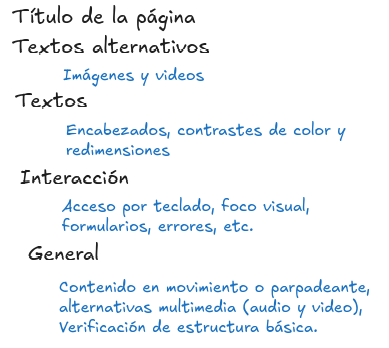 Título de la página
Textos alternativos
Imágenes y videos
Textos
Encabezados, contrastes de color y
redimensiones
Interacción
Acceso por teclado, foco visual,
formularios, errores, etc.
General
Contenido en movimiento o parpadeante,
alternativas multimedia (audio y video),
Verificación de estructura básica.